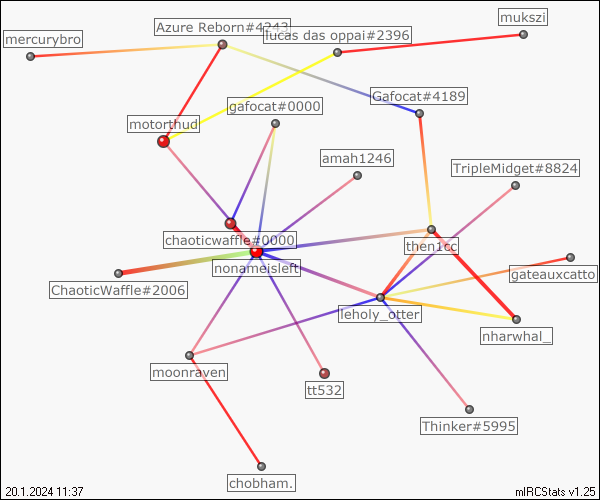 mukszi
Azure Reborn#4243
lucas das oppai#2396
mercurybro
Gafocat#4189
gafocat#0000
motorthud
amah1246
TripleMidget#8824
chaoticwaffle#0000
then1cc
nonameisleft
gateauxcatto
ChaoticWaffle#2006
leholy_otter
nharwhal_
moonraven
tt532
Thinker#5995
chobham.
20.1.2024 11:37
mIRCStats v1.25